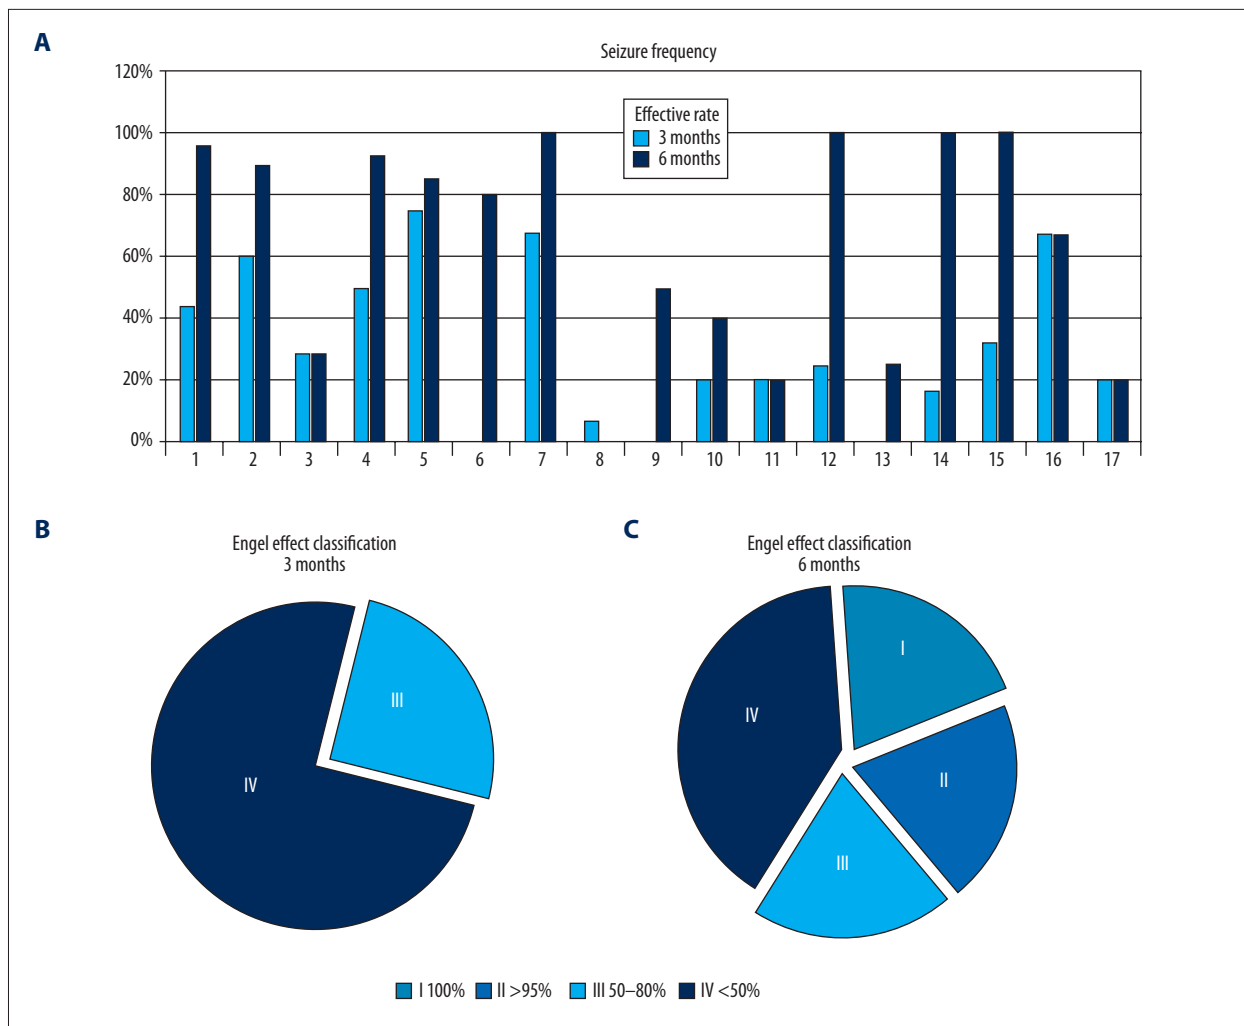 A
Seizure frequency
120%
100%
80%
60%
40%
20%
0%
Effective rate
3 months
6 months
1 2 3 4 5 6 7 8 9 10 11 12 13 14 15 16 17
B
Engel effect classification
3 months
III
IV
C
Engel effect classification
6 months
I
IV
II
III
I 100% II >95% III 50–80% IV <50%